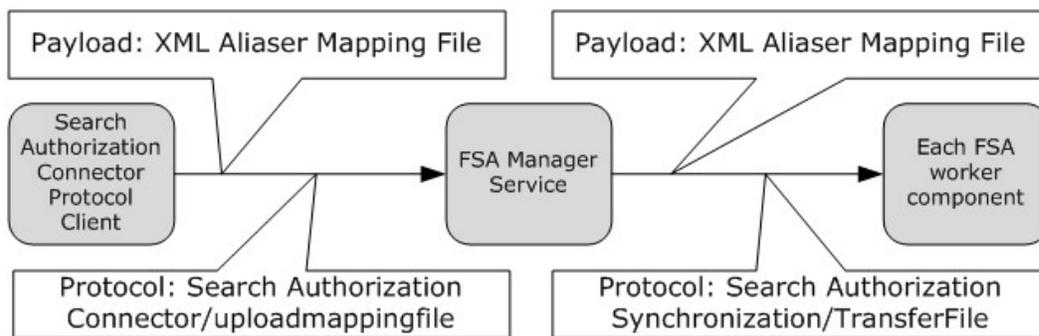 Payload: XML Aliaser Mapping File
Payload: XML Aliaser Mapping File
Search
Authorization
Connector
Protocol
Client
FSA Manager
Service
Each FSA
worker
component
Protocol: Search Authorization
Connector/uploadmappingfile
Protocol: Search Authorization
Synchronization/TransferFile